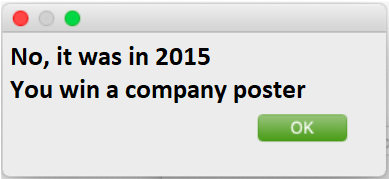 No, it was in 2015
You win a company poster
OK